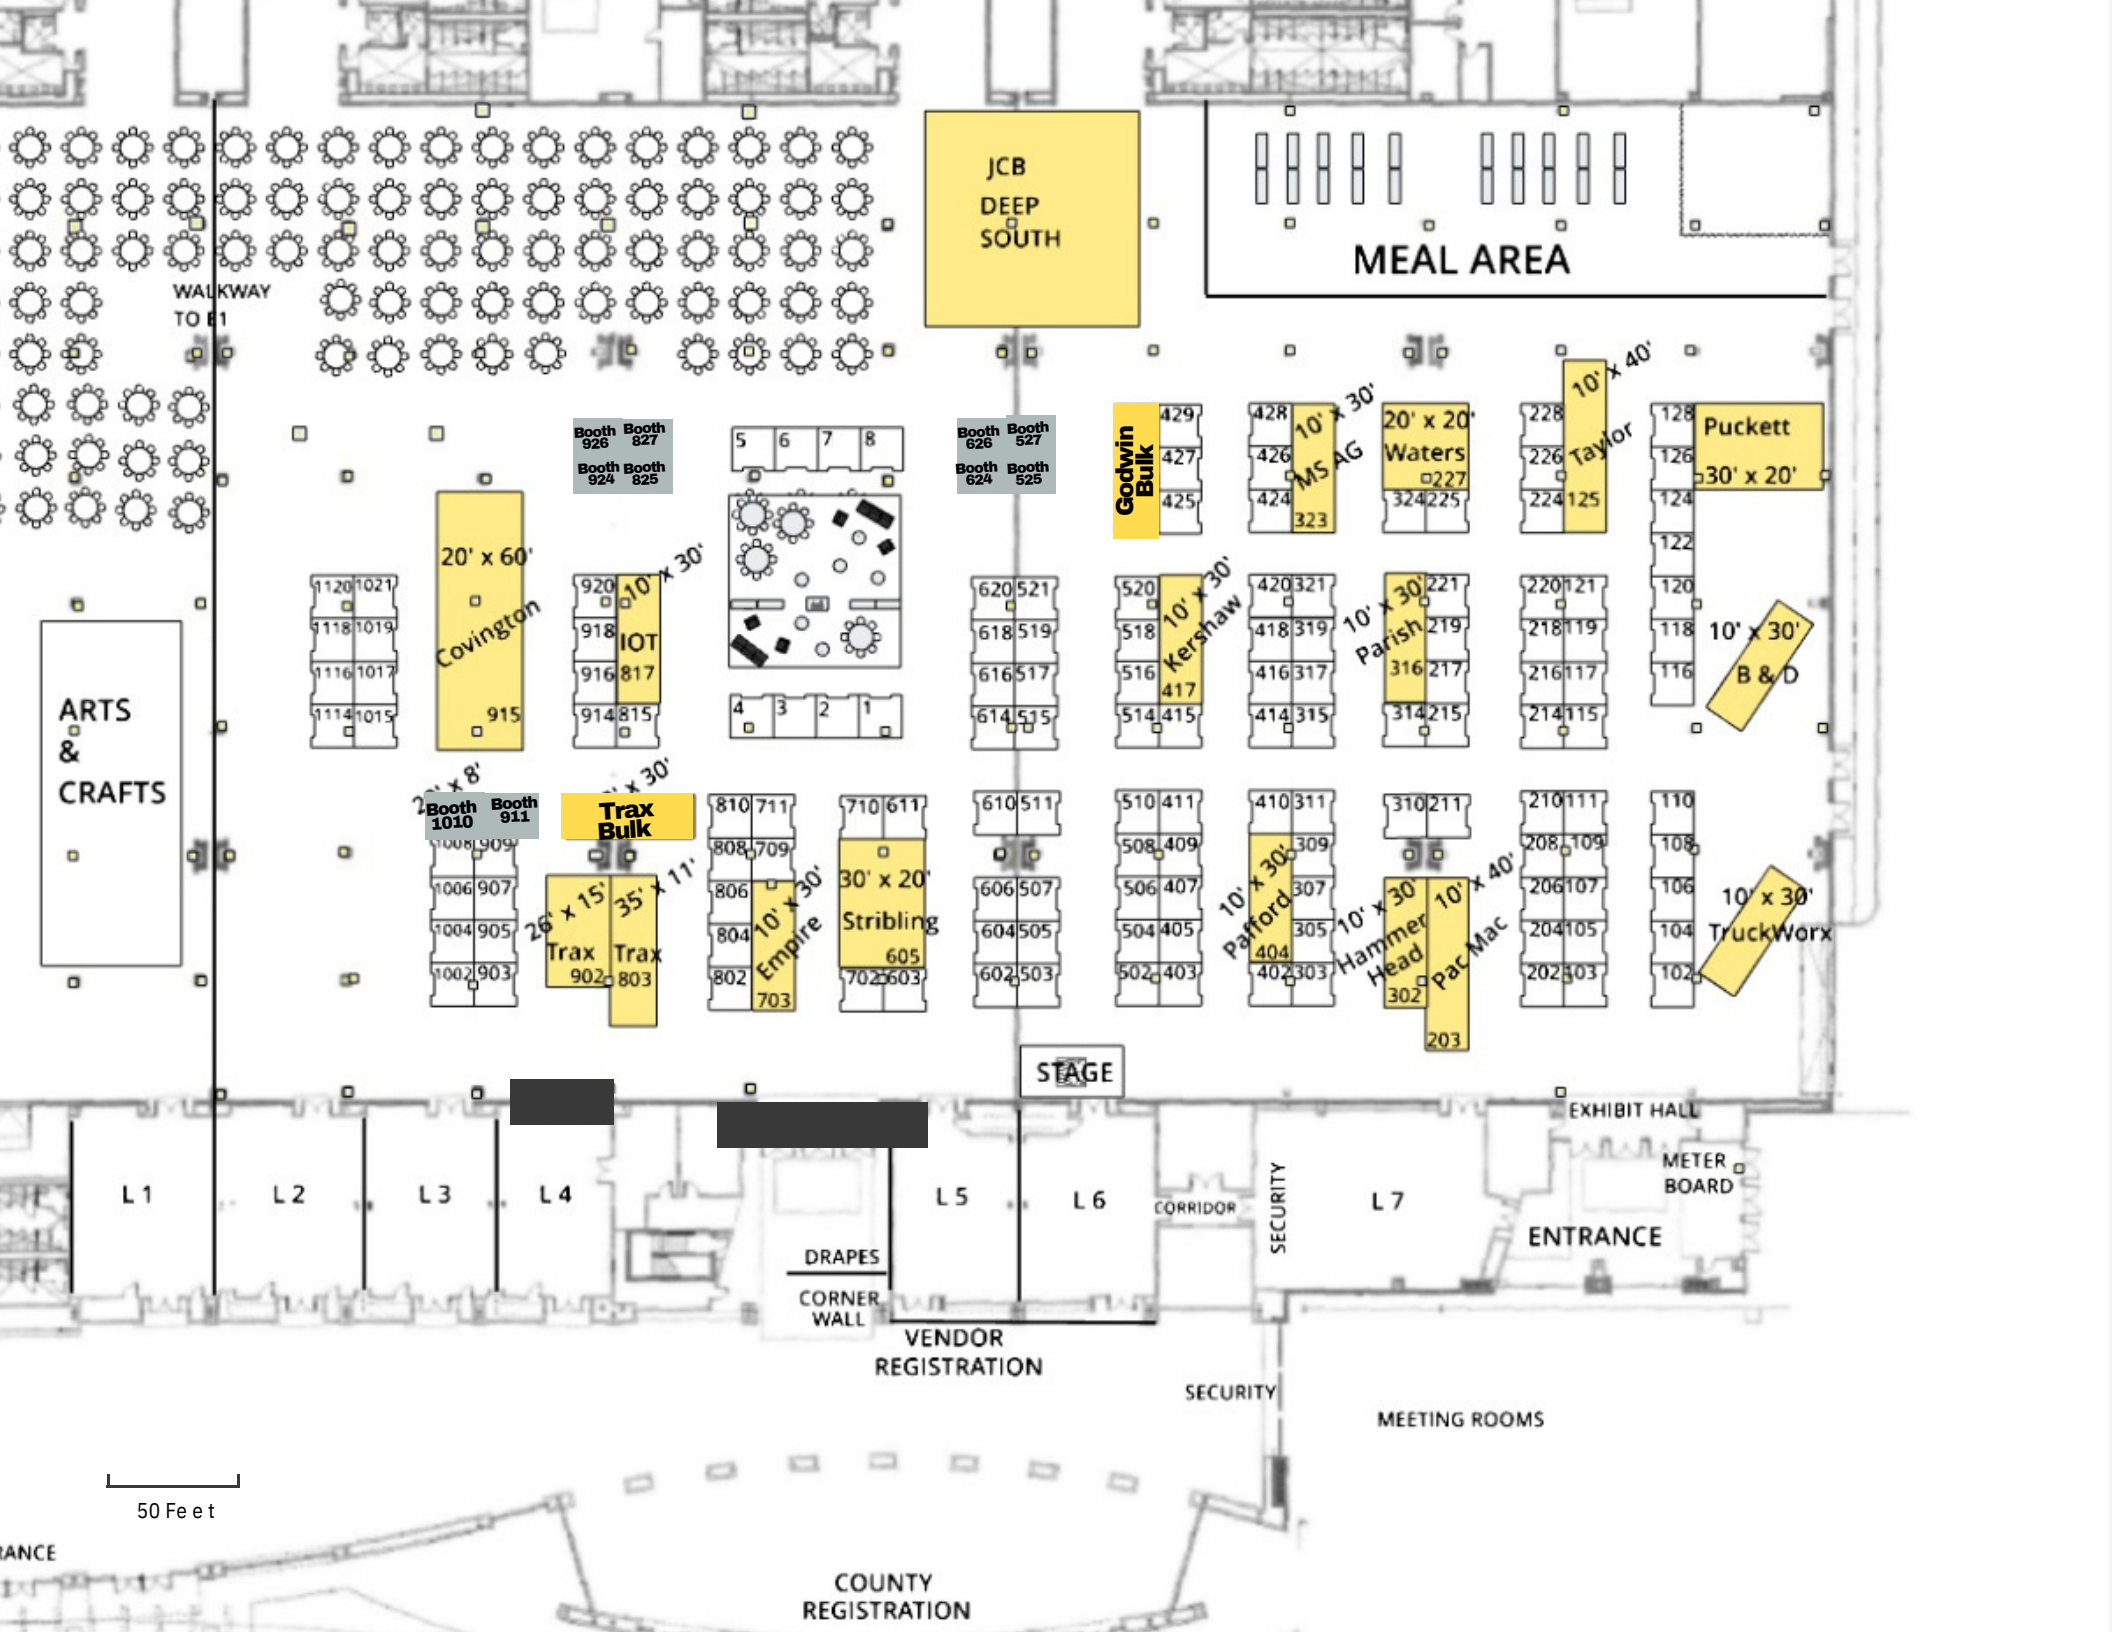 JCB
DEEP
SOUTH
MEAL AREA
WALKWAY
TO E1
Booth 926
Booth 827
Booth 924
Booth 825
5
6
7
8
Booth 626
Booth 527
Booth 624
Booth 525
Godwin
Bulk
429
427
425
428
426
424
10' x 30'
MS AG
323
20' x 20'
Waters
227
324
225
228
226
224
10' x 40'
Taylor
125
128
126
124
122
120
118
116
Puckett
30' x 20'
1120
1021
1118
1019
1116
1017
1114
1015
20' x 60'
Covington
915
920
918
916
914
815
10' x 30'
IOT
817
4
3
2
1
620
521
618
519
616
517
614
515
520
518
516
514
415
10' x 30'
Kershaw
417
420
321
418
319
416
317
414
315
10' x 30'
Parish
316
221
219
217
314
215
220
121
218
119
216
117
214
115
10' x 30'
B & D
ARTS
&
CRAFTS
x 8'
Booth
1010
Booth
911
1008
909
1006
907
1004
905
1002
903
x 30'
Trax
Bulk
26' x 15'
Trax
902
35' x 11'
Trax
803
810
711
808
709
806
804
802
10' x 30'
Empire
703
710
611
30' x 20'
Stribling
605
702
603
610
511
606
507
604
505
602
503
510
411
508
409
506
407
504
405
502
403
410
311
309
307
305
402
303
10' x 30'
Pafford
404
310
211
10' x 30'
Hammer
Head
302
10' x 40'
Pac Mac
203
210
111
208
109
206
107
204
105
202
103
110
108
106
104
102
10' x 30'
TruckWorx
STAGE
EXHIBIT HALL
METER
BOARD
ENTRANCE
L 1
L 2
L 3
L 4
L 5
L 6
L 7
CORRIDOR
SECURITY
DRAPES
CORNER
WALL
VENDOR
REGISTRATION
SECURITY
MEETING ROOMS
50 Feet
RANCE
COUNTY
REGISTRATION